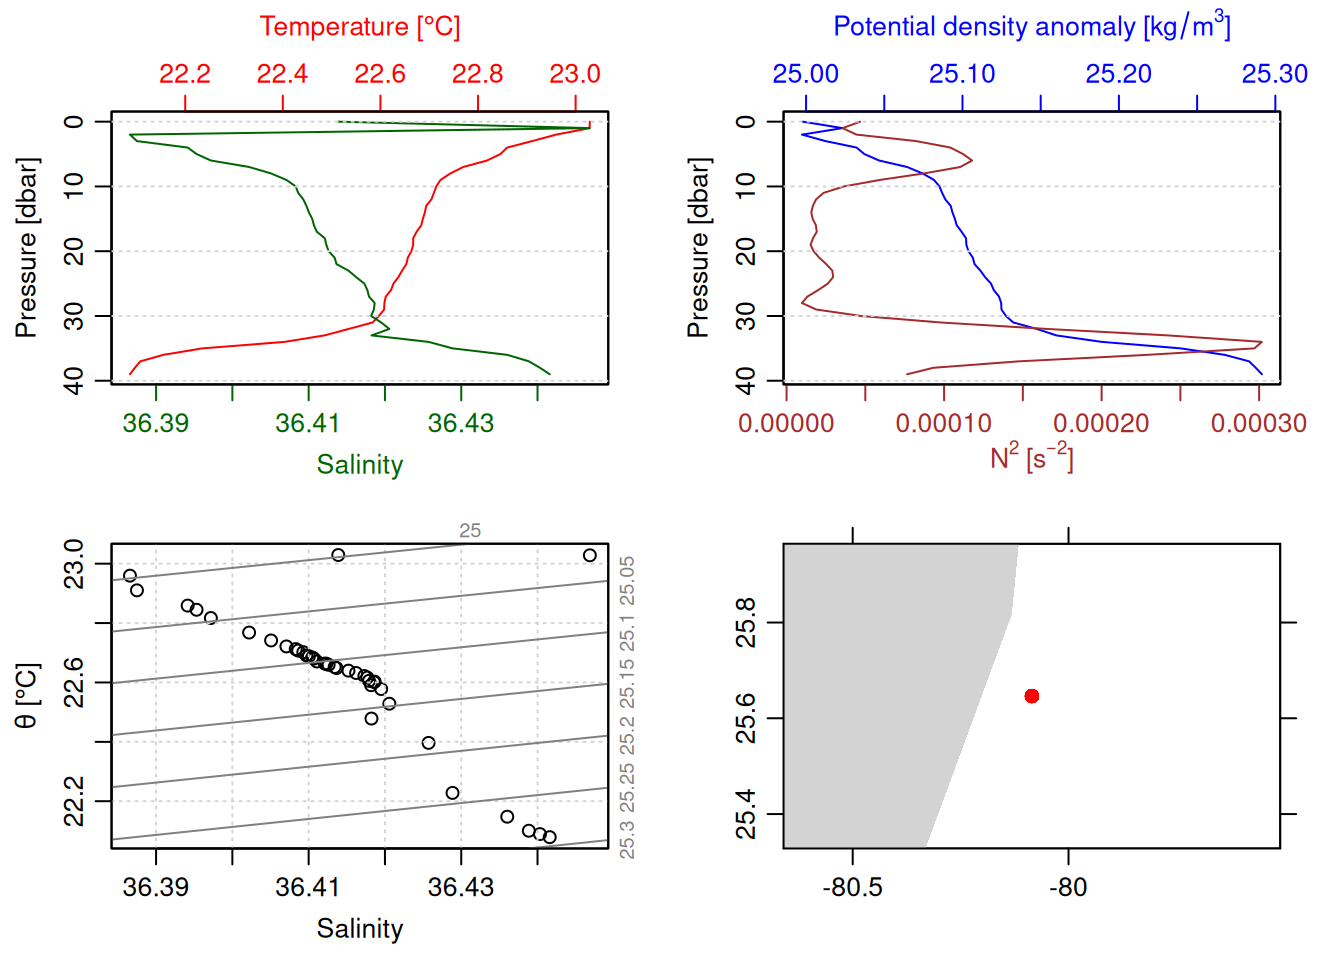 Temperature [°C]
22.2 22.4 22.6 22.8 23.0
Pressure [dbar]
0
10
20
30
40
36.39 36.41 36.43
Salinity
Potential density anomaly [kg/m³]
25.00 25.10 25.20 25.30
Pressure [dbar]
0
10
20
30
40
0.00000 0.00010 0.00020 0.00030
N² [s⁻²]
25
θ [°C]
23.0
22.6
22.2
25.05
25.1
25.15
25.2
25.25
25.3
36.39 36.41 36.43
Salinity
25.8
25.6
25.4
-80.5 -80